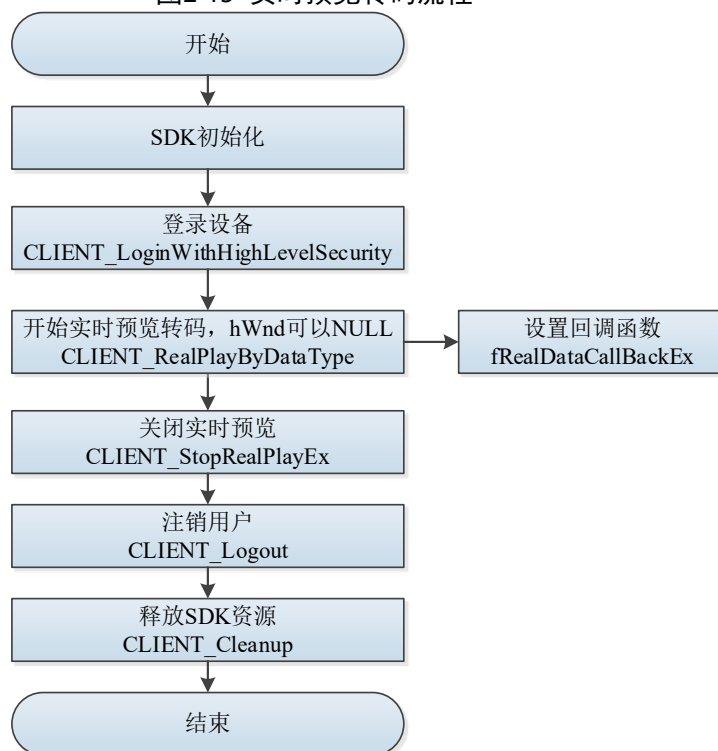 开始
SDK初始化
登录设备
CLIENT_LoginWithHighLevelSecurity
开始实时预览转码，hWnd可以NULL
CLIENT_RealPlayByDataType
设置回调函数
fRealDataCallBackEx
关闭实时预览
CLIENT_StopRealPlayEx
注销用户
CLIENT_Logout
释放SDK资源
CLIENT_Cleanup
结束